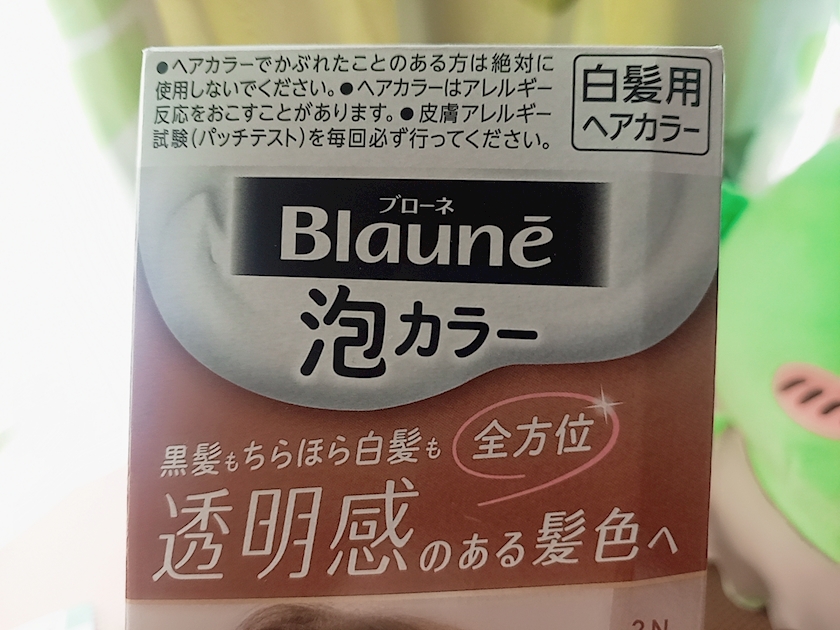 ●ヘアカラーでかぶれたことのある方は絶対に
使用しないでください。●ヘアカラーはアレルギー
反応をおこすことがあります。●皮膚アレルギー
試験(パッチテスト)を毎回必ず行ってください。
白髪用
ヘアカラー
ブローネ
Blaunē
泡カラー
黒髪もちらほら白髪も
全方位
透明感のある髪色へ